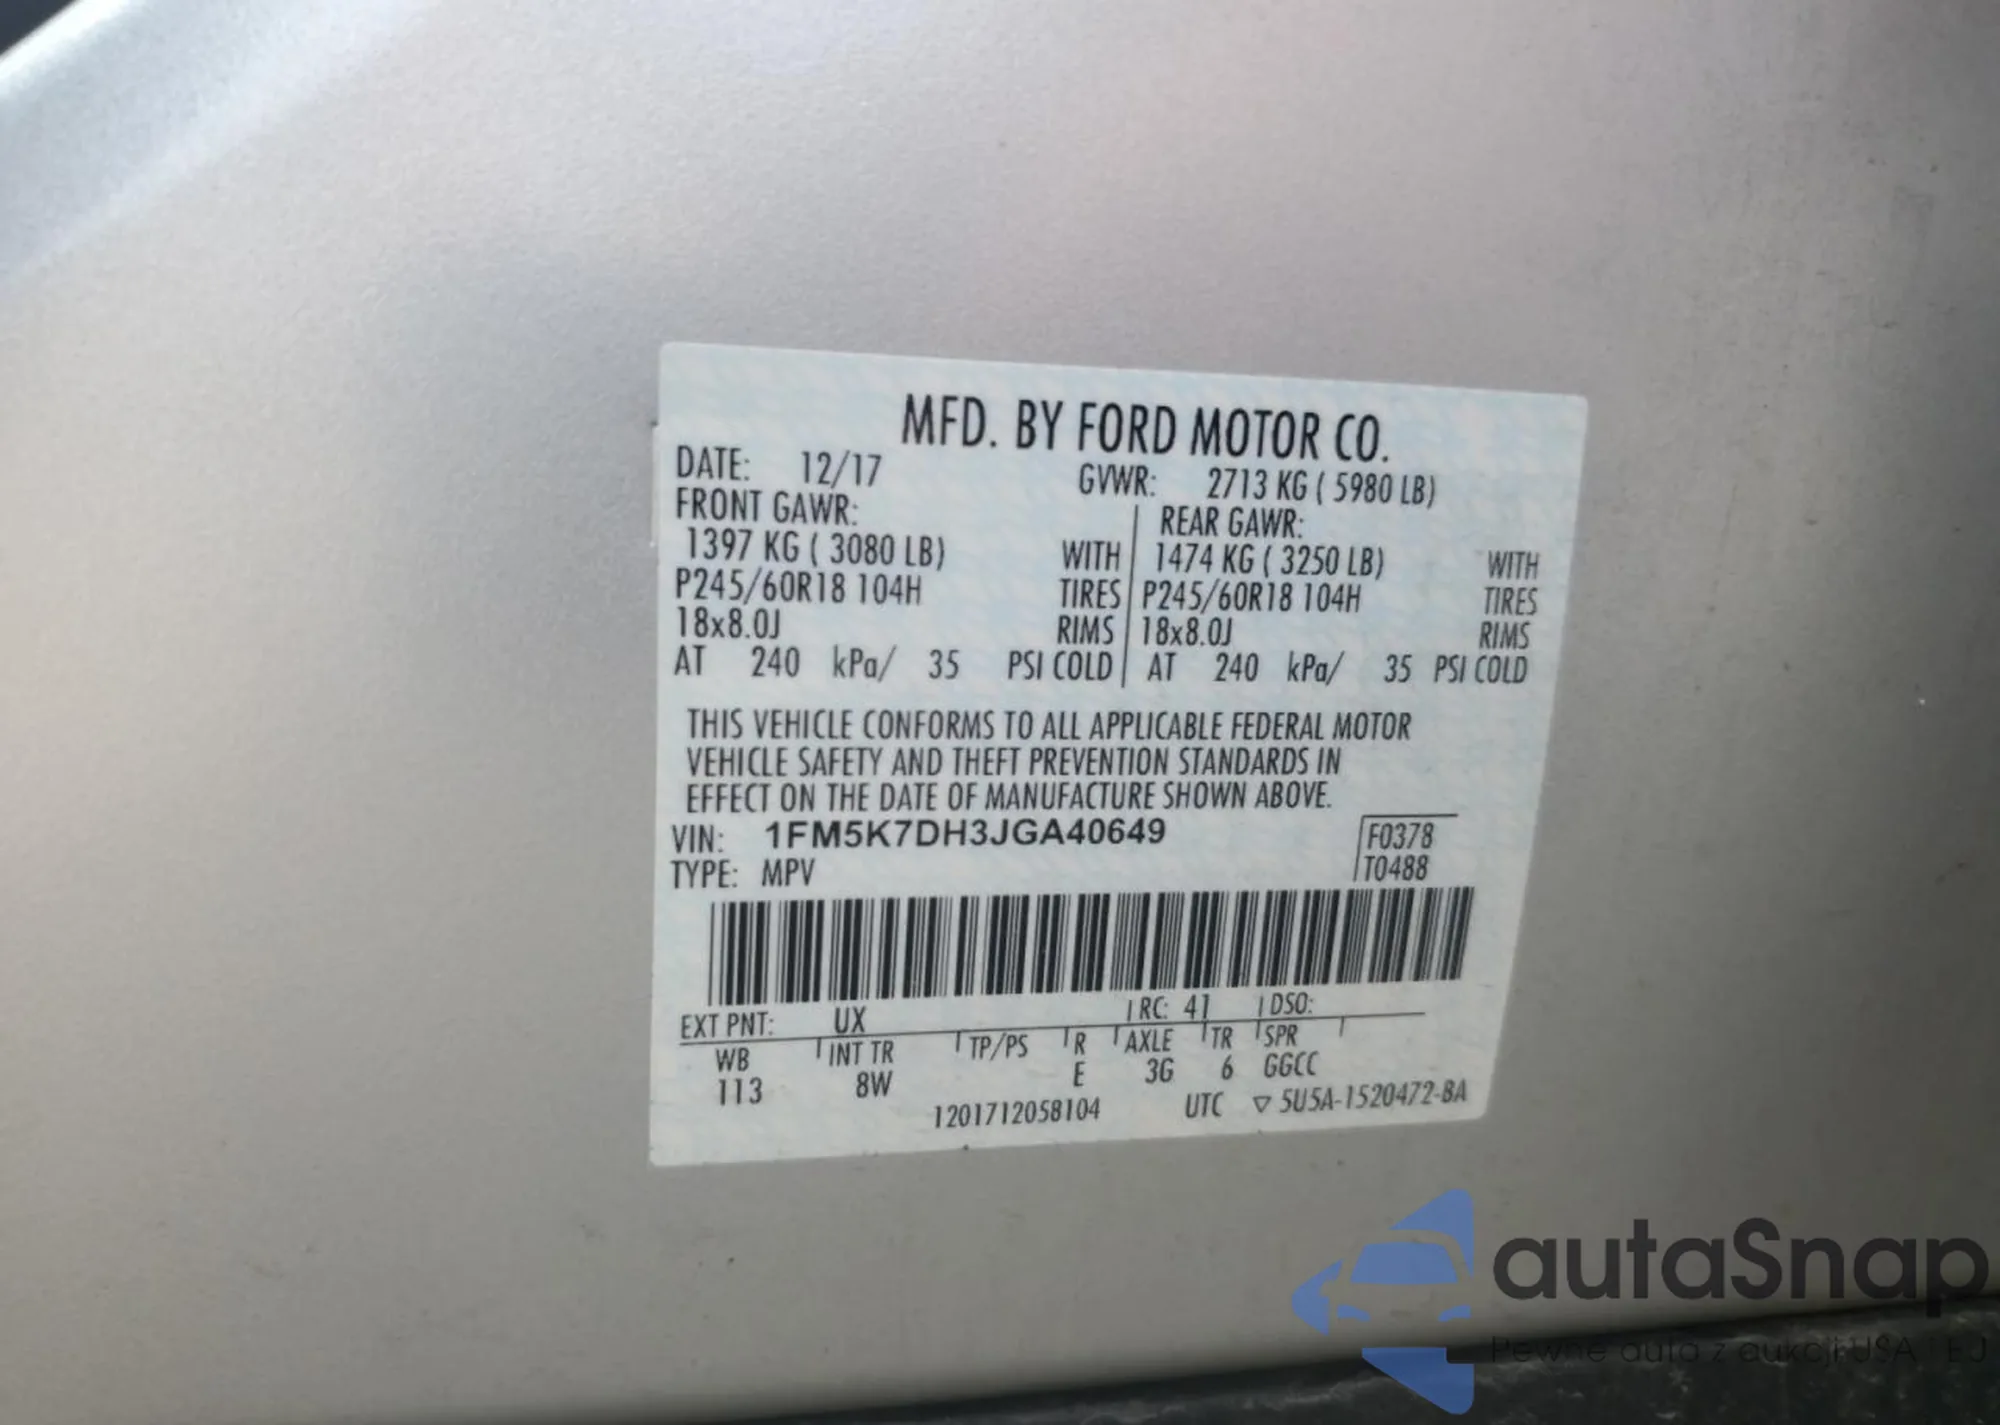 MFD. BY FORD MOTOR CO.
DATE: 12/17 GVWR: 2713 KG ( 5980 LB)
FRONT GAWR: REAR GAWR:
1397 KG ( 3080 LB) WITH 1474 KG ( 3250 LB) WITH
P245/60R18 104H TIRES P245/60R18 104H TIRES
18x8.0J RIMS 18x8.0J RIMS
AT 240 kPa/ 35 PSI COLD AT 240 kPa/ 35 PSI COLD
THIS VEHICLE CONFORMS TO ALL APPLICABLE FEDERAL MOTOR
VEHICLE SAFETY AND THEFT PREVENTION STANDARDS IN
EFFECT ON THE DATE OF MANUFACTURE SHOWN ABOVE.
VIN: 1FM5K7DH3JGA40649 F0378
TYPE: MPV T0488
EXT PNT: UX RC: 41 DSO:
WB INT TR TP/PS R AXLE TR SPR
113 8W E 3G 6 GGCC
1201712058104 UTC ▽ 5U5A-1520472-BA
autaSnap
Pewne auta z aukcji USA i EJ